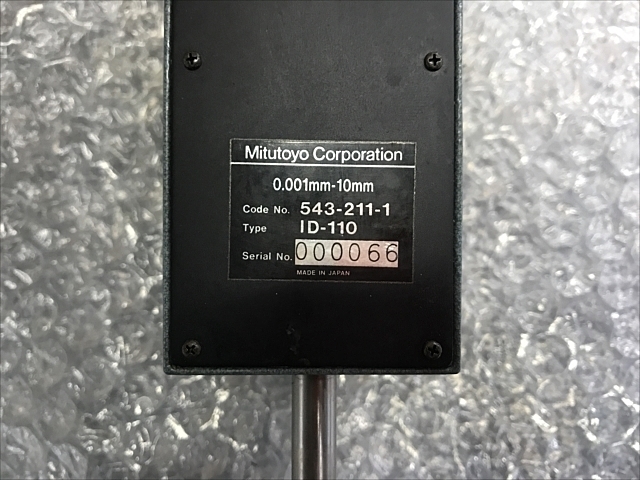 Mitutoyo Corporation
0.001mm-10mm
Code No. 543-211-1
Type ID-110
Serial No. 000066
MADE IN JAPAN